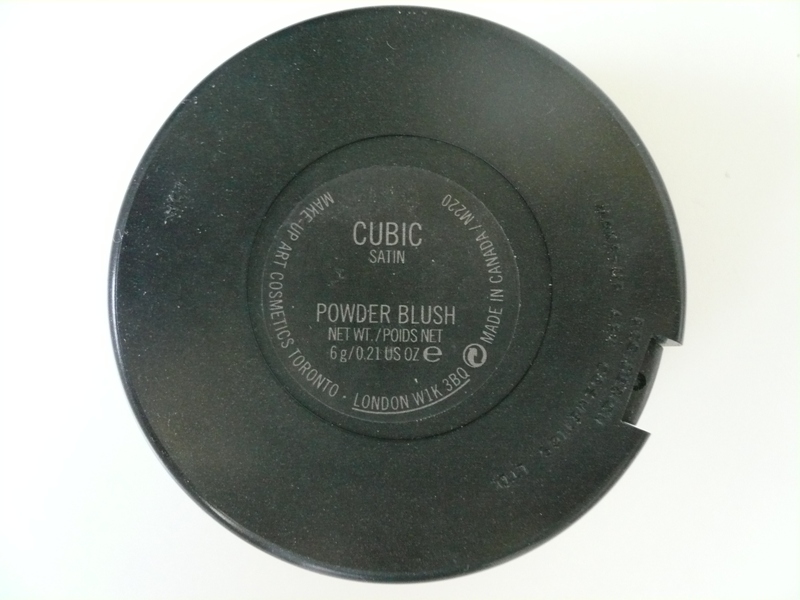 CUBIC
SATIN
POWDER BLUSH
NET WT./POIDS NET
6 g/0.21 US OZ e
MAKE-UP ART COSMETICS TORONTO · LONDON W1K 3BQ
MADE IN CANADA / M220